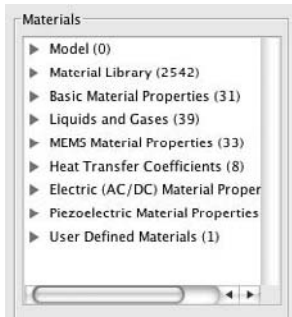 Materials
Model (0)
Material Library (2542)
Basic Material Properties (31)
Liquids and Gases (39)
MEMS Material Properties (33)
Heat Transfer Coefficients (8)
Electric (AC/DC) Material Proper
Piezoelectric Material Properties
User Defined Materials (1)